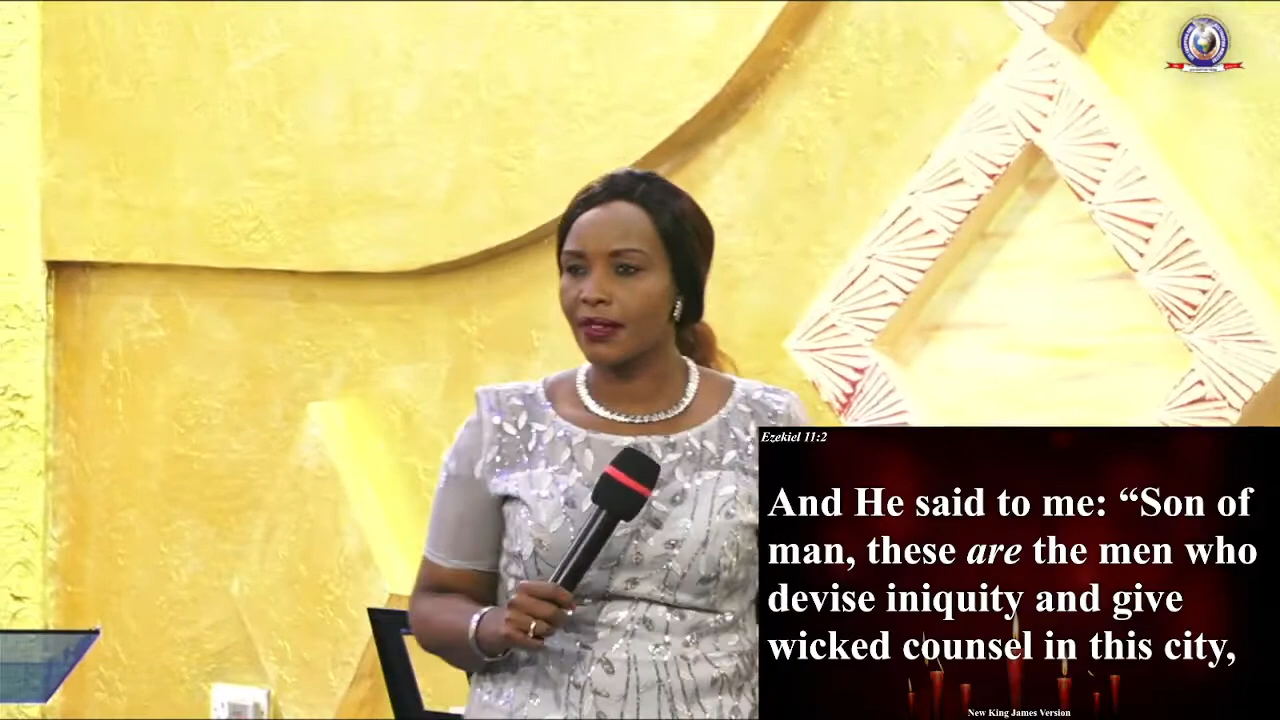 Ezekiel 11:2
And He said to me: “Son of
man, these are the men who
devise iniquity and give
wicked counsel in this city,
New King James Version